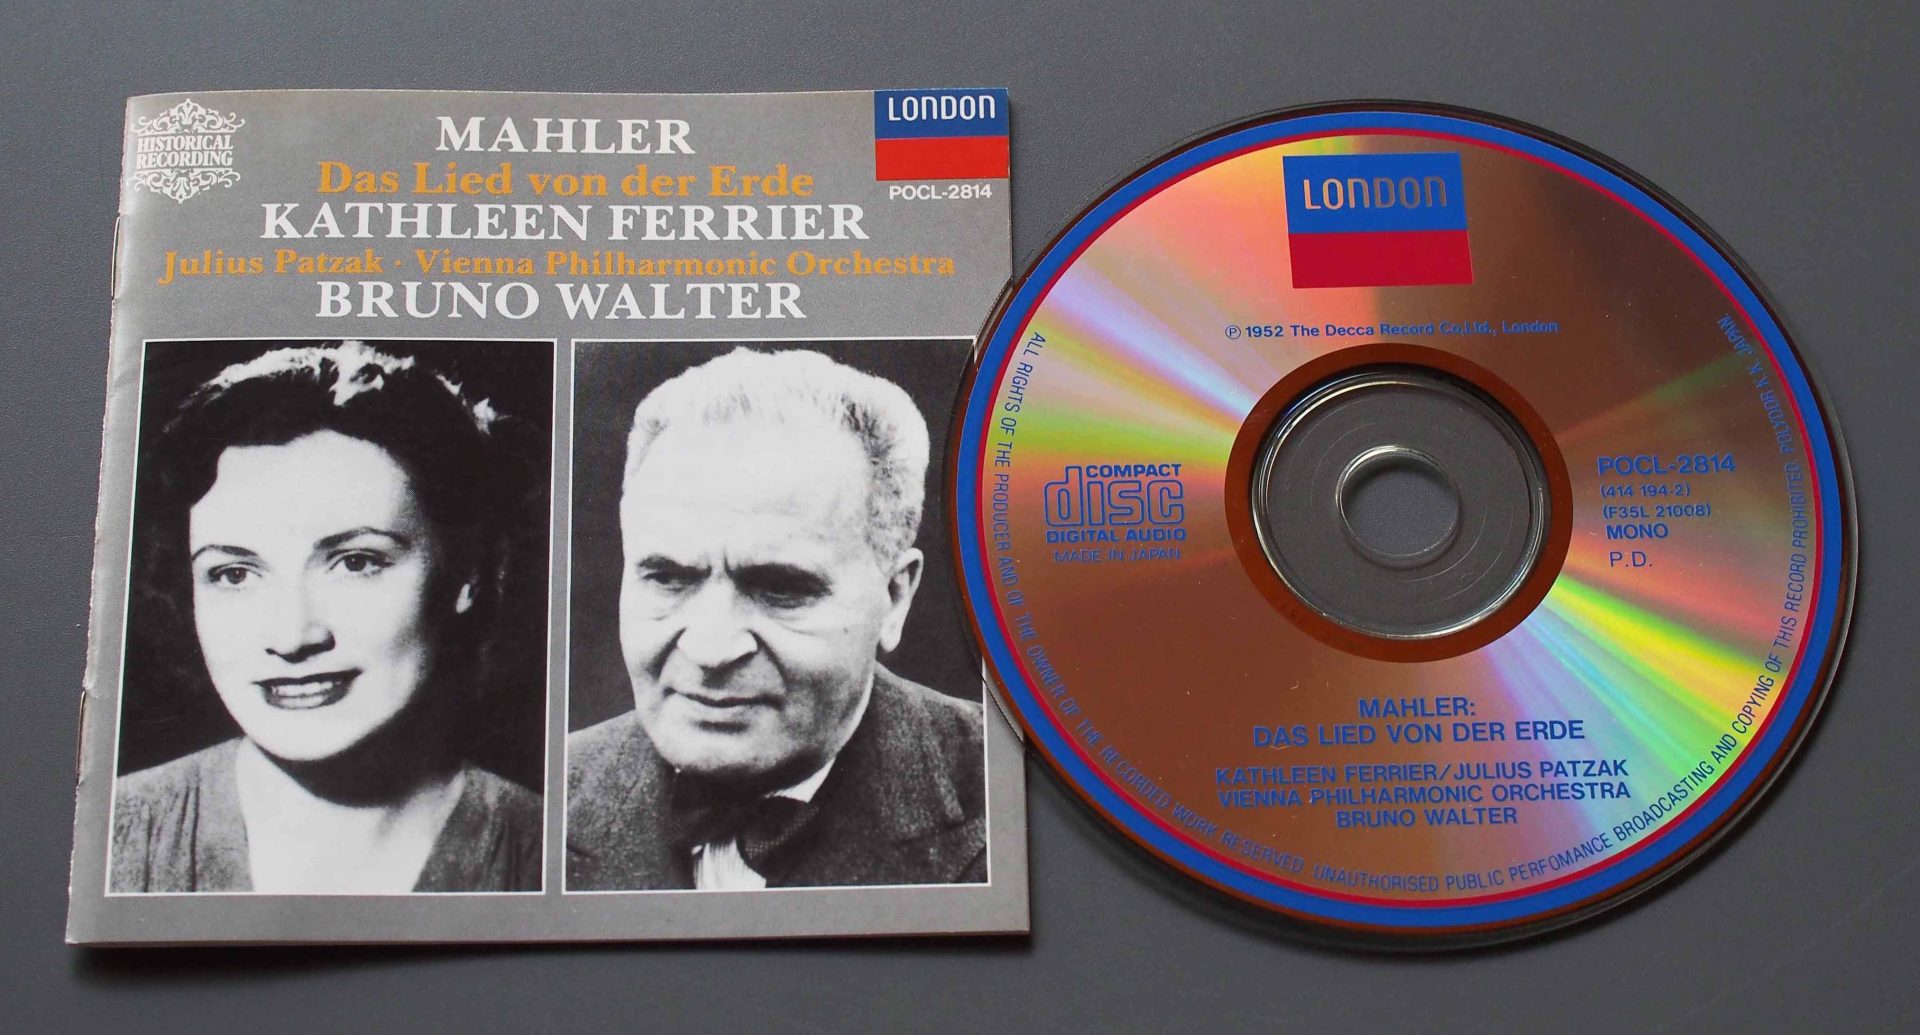 HISTORICAL
RECORDING
MAHLER
Das Lied von der Erde
KATHLEEN FERRIER
Julius Patzak · Vienna Philharmonic Orchestra
BRUNO WALTER
LONDON
POCL-2814
LONDON
℗ 1952 The Decca Record Co.,Ltd., London
COMPACT
disc
DIGITAL AUDIO
MADE IN JAPAN
POCL-2814
(414 194-2)
(F35L 21008)
MONO
P.D.
MAHLER:
DAS LIED VON DER ERDE
KATHLEEN FERRIER/JULIUS PATZAK
VIENNA PHILHARMONIC ORCHESTRA
BRUNO WALTER
ALL RIGHTS OF THE PRODUCER AND OF THE OWNER OF THE RECORDED WORK RESERVED. UNAUTHORISED PUBLIC PERFOMANCE BROADCASTING AND COPYING OF THIS RECORD PROHIBITED. POLYDOR K.K. JAPAN.